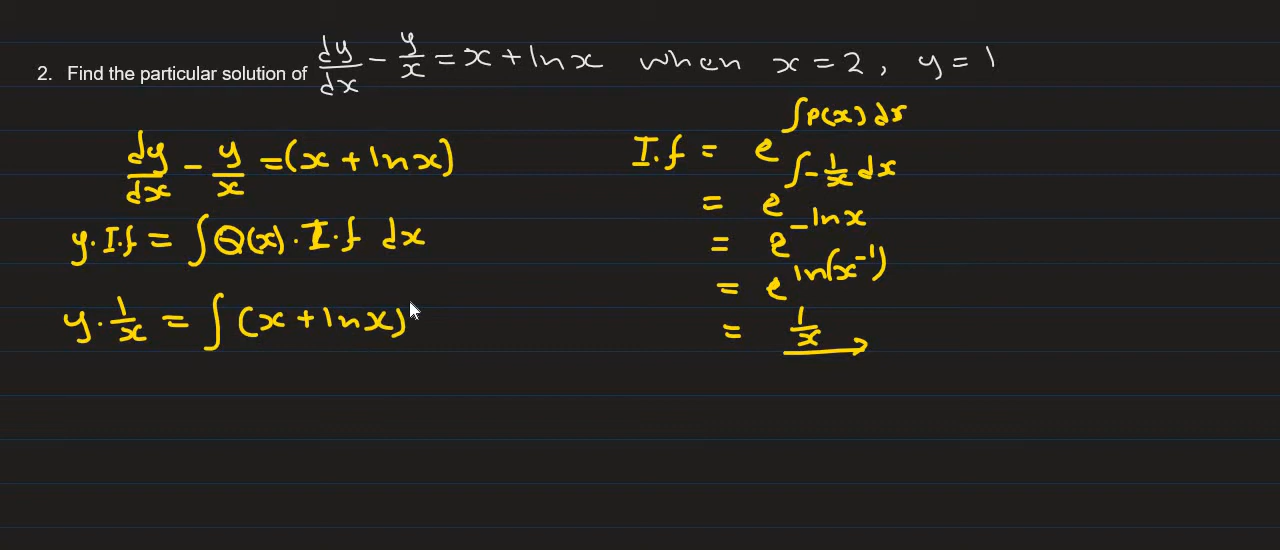 2. Find the particular solution of dy/dx - y/x = x + ln x when x = 2, y = 1
dy/dx - y/x = (x + ln x)
y. I.f = ∫Q(x). I.f dx
y. 1/x = ∫(x + ln x)
I.f = e^∫P(x) dx
= e^∫-1/x dx
= e^-ln x
= e^ln(x^-1)
= 1/x